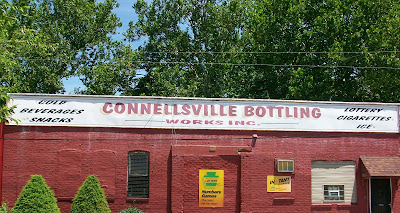 COLD
BEVERAGES
SNACKS
CONNELLSVILLE BOTTLING
WORKS INC.
LOTTERY
CIGARETTES
ICE